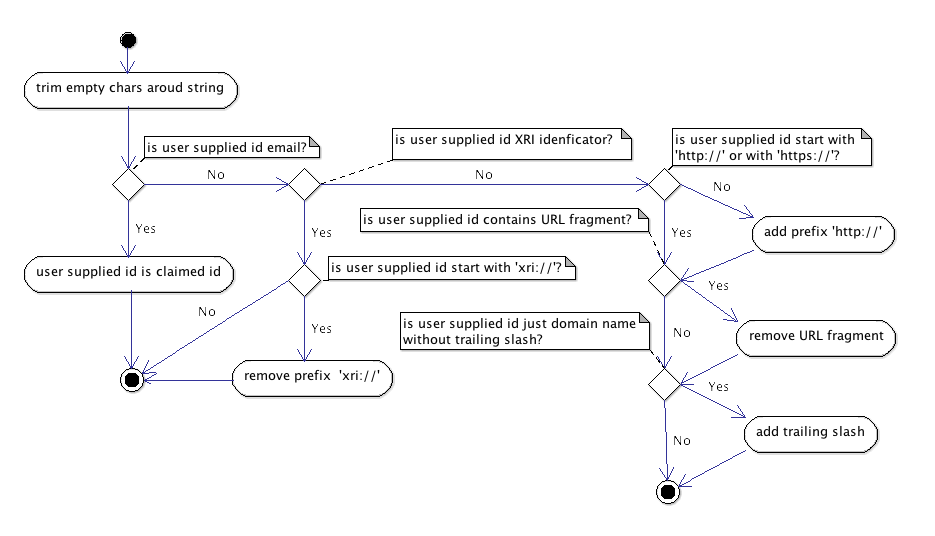 trim empty chars aroud string
is user supplied id email?
is user supplied id XRI idenficator?
is user supplied id start with
'http://' or with 'https://'?
No
No
No
is user supplied id contains URL fragment?
Yes
Yes
Yes
add prefix 'http://'
user supplied id is claimed id
is user supplied id start with 'xri://'?
Yes
No
is user supplied id just domain name
without trailing slash?
Yes
No
remove URL fragment
remove prefix  'xri://'
Yes
add trailing slash
No